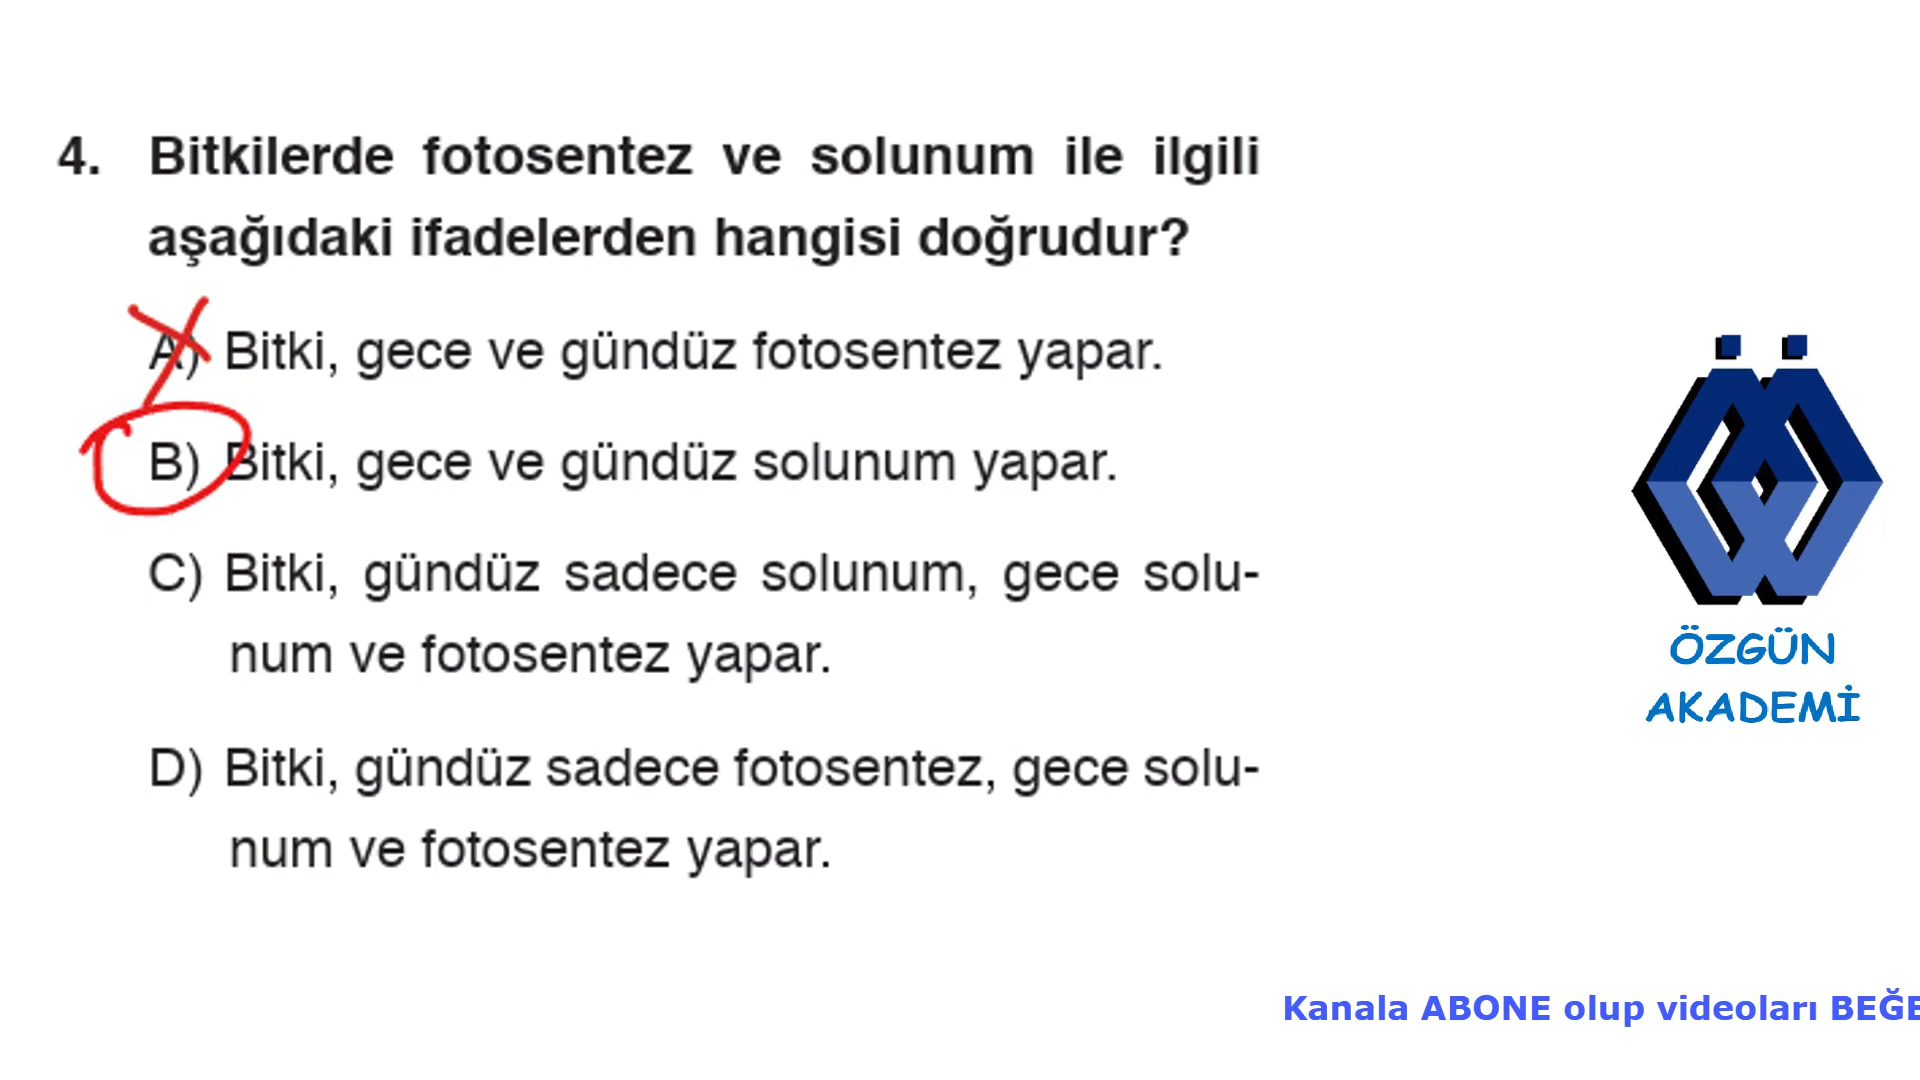 4. Bitkilerde fotosentez ve solunum ile ilgili
aşağıdaki ifadelerden hangisi doğrudur?
A) Bitki, gece ve gündüz fotosentez yapar.
B) Bitki, gece ve gündüz solunum yapar.
C) Bitki, gündüz sadece solunum, gece solu-
num ve fotosentez yapar.
D) Bitki, gündüz sadece fotosentez, gece solu-
num ve fotosentez yapar.
ÖZGÜN
AKADEMİ
Kanala ABONE olup videoları BEĞE